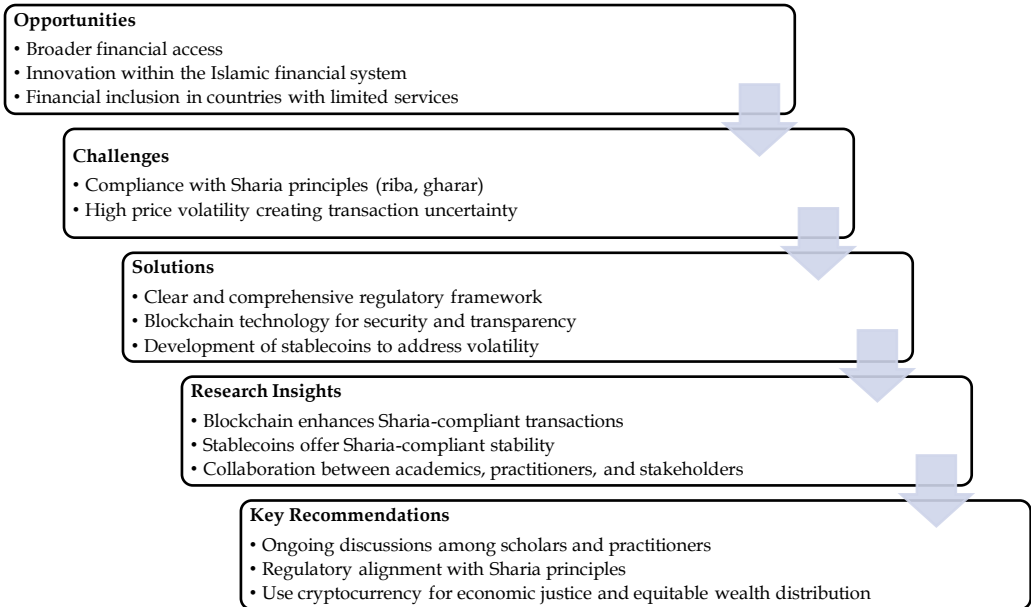 Opportunities
• Broader financial access
• Innovation within the Islamic financial system
• Financial inclusion in countries with limited services
Challenges
• Compliance with Sharia principles (riba, gharar)
• High price volatility creating transaction uncertainty
Solutions
• Clear and comprehensive regulatory framework
• Blockchain technology for security and transparency
• Development of stablecoins to address volatility
Research Insights
• Blockchain enhances Sharia-compliant transactions
• Stablecoins offer Sharia-compliant stability
• Collaboration between academics, practitioners, and stakeholders
Key Recommendations
• Ongoing discussions among scholars and practitioners
• Regulatory alignment with Sharia principles
• Use cryptocurrency for economic justice and equitable wealth distribution